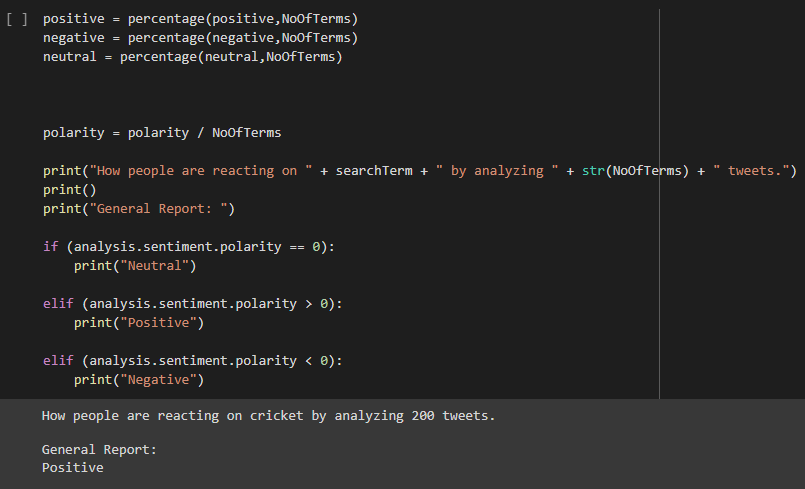 [ ] positive = percentage(positive,NoOfTerms)
negative = percentage(negative,NoOfTerms)
neutral = percentage(neutral,NoOfTerms)
polarity = polarity / NoOfTerms
print("How people are reacting on " + searchTerm + " by analyzing " + str(NoOfTerms) + " tweets.")
print()
print("General Report: ")
if (analysis.sentiment.polarity == 0):
    print("Neutral")
elif (analysis.sentiment.polarity > 0):
    print("Positive")
elif (analysis.sentiment.polarity < 0):
    print("Negative")
How people are reacting on cricket by analyzing 200 tweets.
General Report:
Positive